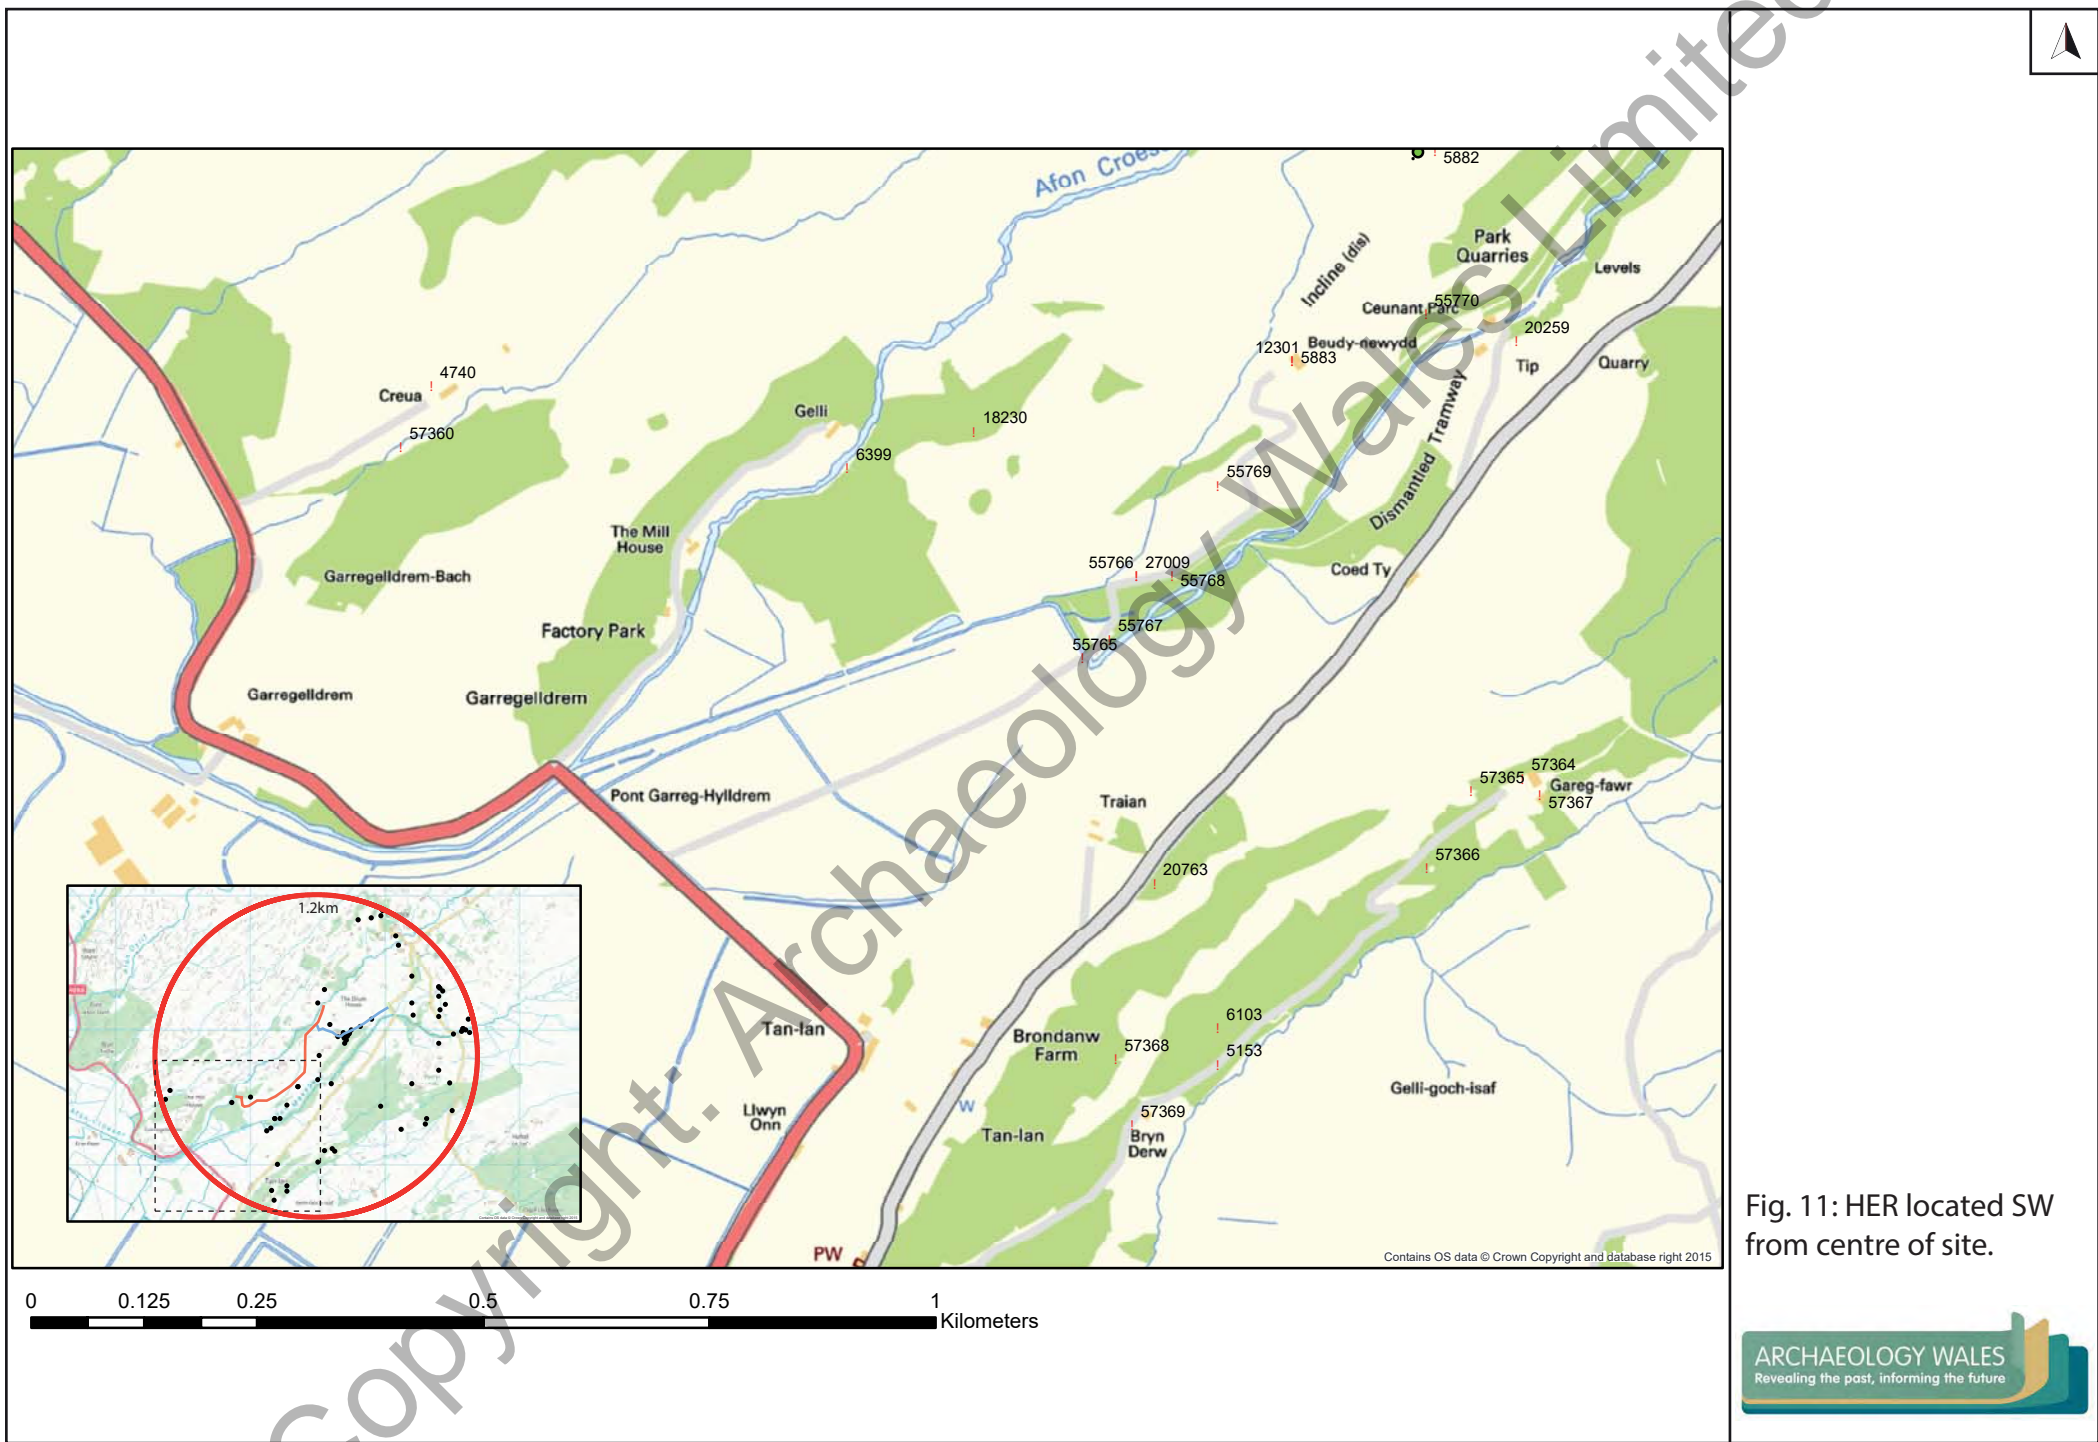 Afon Croes
5882
Park
Quarries
Levels
Incline (dis)
Ceunant Parc
55770
20259
Beudy-newydd
12301
5883
Tip
Quarry
4740
Creua
57360
Gelli
18230
6399
Dismantled Tramway
55769
The Mill
House
Garregelldrem-Bach
55766
27009
55768
Coed Ty
Factory Park
55767
55765
Garregelldrem
Garregelldrem
Pont Garreg-Hylldrem
Traian
57364
57365
Gareg-fawr
57367
57366
20763
1.2km
Tan-lan
Brondanw
Farm
6103
57368
5153
Gelli-goch-isaf
Llwyn
Onn
W
57369
Tan-lan
Bryn
Derw
PW
Contains OS data © Crown Copyright and database right 2015
0 0.125 0.25 0.5 0.75 1
Kilometers
Fig. 11: HER located SW
from centre of site.
ARCHAEOLOGY WALES
Revealing the past, informing the future
Copyright: Archaeology Wales Limited